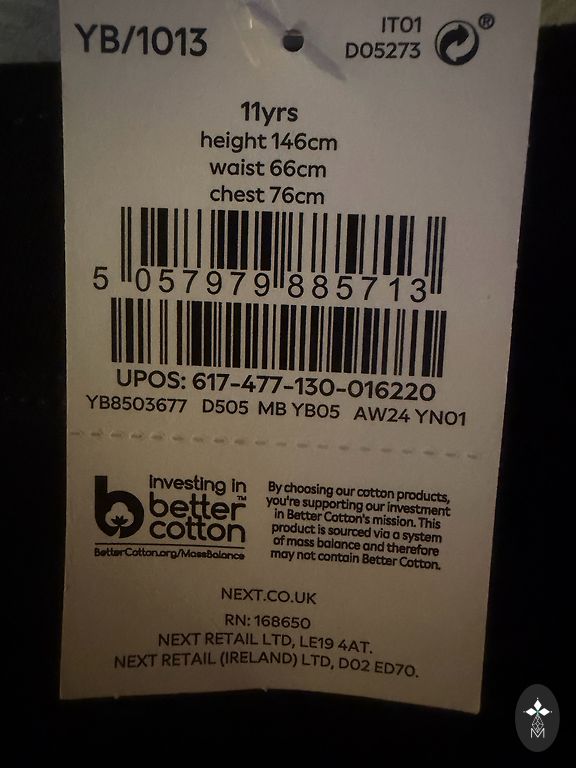 YB/1013
IT01
D05273
®
11yrs
height 146cm
waist 66cm
chest 76cm
5 057979 885713
UPOS: 617-477-130-016220
YB8503677 D505 MB YB05 AW24 YN01
investing in
better™
cotton
BetterCotton.org/MassBalance
By choosing our cotton products,
you're supporting our investment
in Better Cotton's mission. This
product is sourced via a system
of mass balance and therefore
may not contain Better Cotton.
NEXT.CO.UK
RN: 168650
NEXT RETAIL LTD, LE19 4AT.
NEXT RETAIL (IRELAND) LTD, D02 ED70.
M